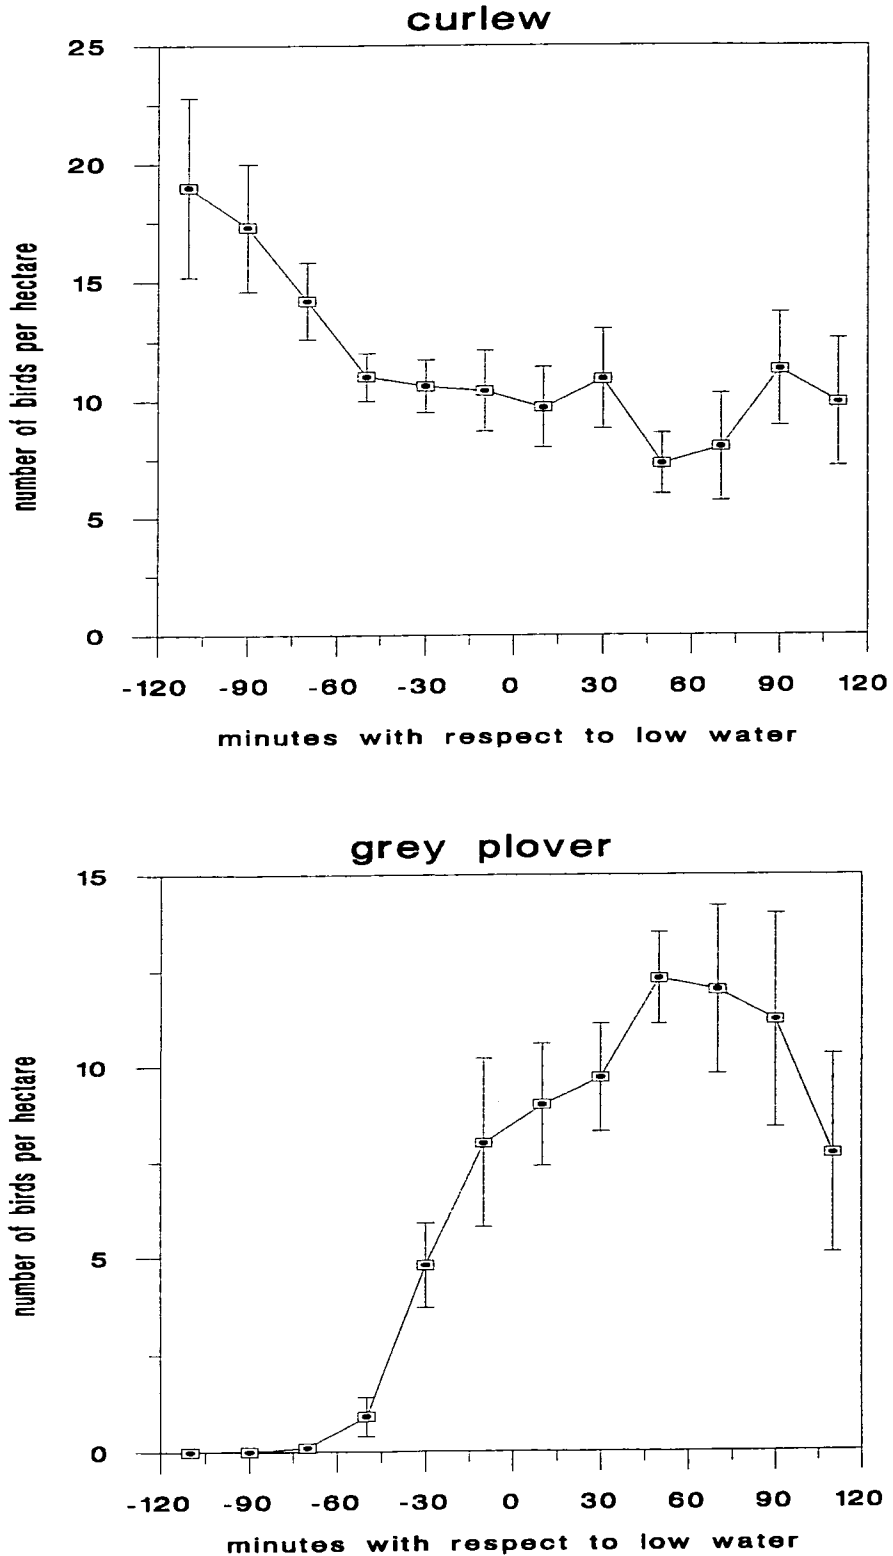 curlew
25
20
15
10
5
0
number of birds per hectare
-120 -90 -60 -30 0 30 60 90 120
minutes with respect to low water
grey plover
15
10
5
0
number of birds per hectare
-120 -90 -60 -30 0 30 60 90 120
minutes with respect to low water